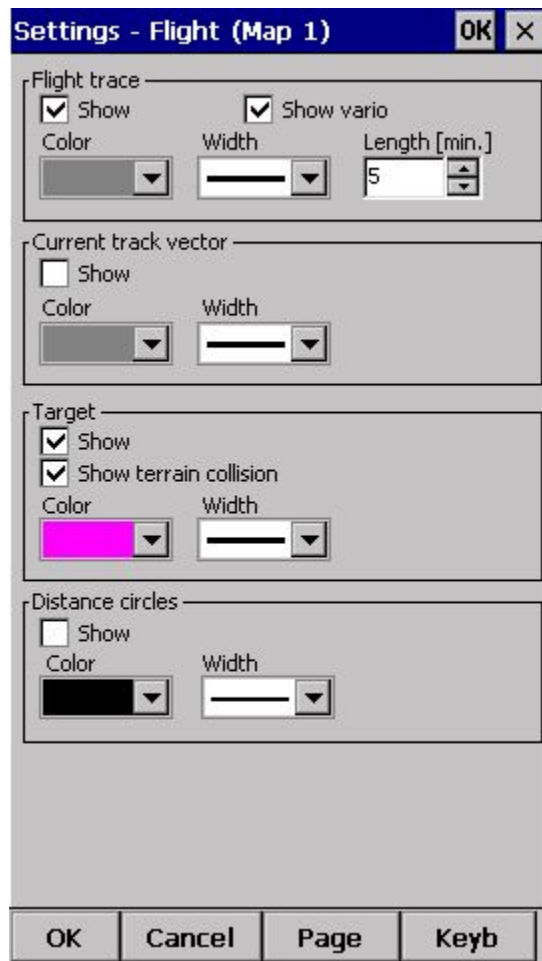 Settings - Flight (Map 1) OK ×
Flight trace
Show Show vario
Color Width Length [min.]
5
Current track vector
Show
Color Width
Target
Show
Show terrain collision
Color Width
Distance circles
Show
Color Width
OK Cancel Page Keyb